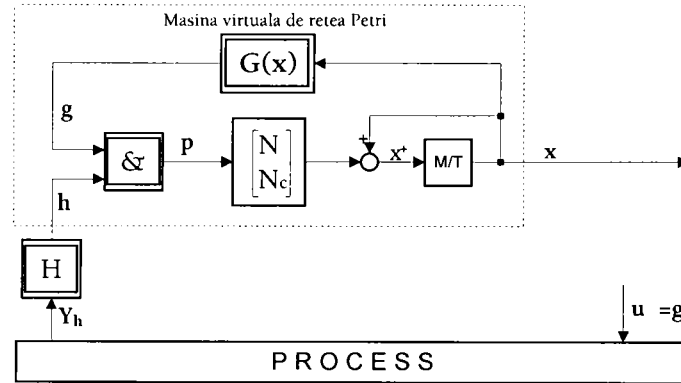 Masina virtuala de retea Petri
G(x)
g
&
p
N
Nc
+
x+
M/T
x
h
H
Yh
u =g
PROCESS